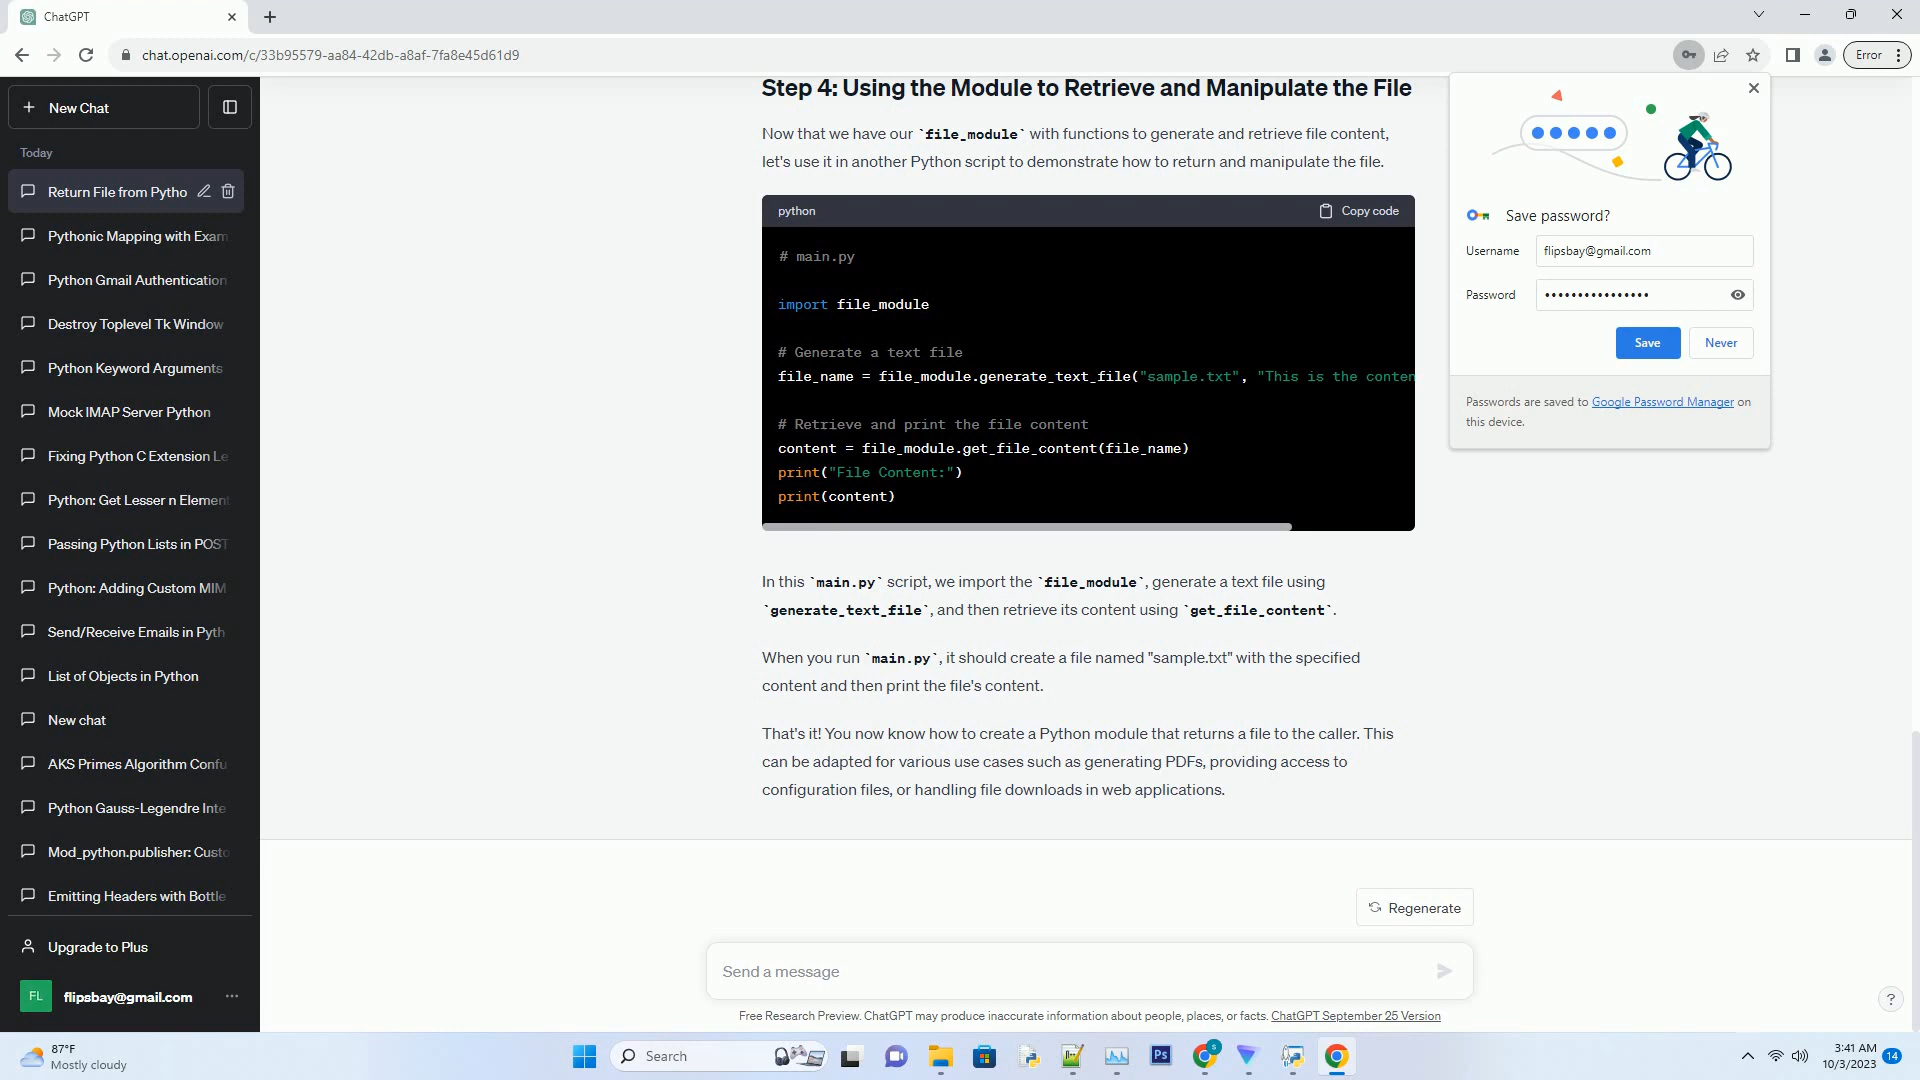 ChatGPT
chat.openai.com/c/33b95579-aa84-42db-a8af-7fa8e45d61d9
Error
New Chat
Today
Return File from Pytho
Pythonic Mapping with Exam
Python Gmail Authentication
Destroy Toplevel Tk Window
Python Keyword Arguments
Mock IMAP Server Python
Fixing Python C Extension Le
Python: Get Lesser n Element
Passing Python Lists in POST
Python: Adding Custom MIM
Send/Receive Emails in Pyth
List of Objects in Python
New chat
AKS Primes Algorithm Confu
Python Gauss-Legendre Inte
Mod_python.publisher: Custo
Emitting Headers with Bottle
Upgrade to Plus
FL
flipsbay@gmail.com
Step 4: Using the Module to Retrieve and Manipulate the File
Now that we have our `file_module` with functions to generate and retrieve file content,
let's use it in another Python script to demonstrate how to return and manipulate the file.
python
Copy code
# main.py
import file_module
# Generate a text file
file_name = file_module.generate_text_file("sample.txt", "This is the conten
# Retrieve and print the file content
content = file_module.get_file_content(file_name)
print("File Content:")
print(content)
In this `main.py` script, we import the `file_module`, generate a text file using
`generate_text_file`, and then retrieve its content using `get_file_content`.
When you run `main.py`, it should create a file named "sample.txt" with the specified
content and then print the file's content.
That's it! You now know how to create a Python module that returns a file to the caller. This
can be adapted for various use cases such as generating PDFs, providing access to
configuration files, or handling file downloads in web applications.
Regenerate
Send a message
Free Research Preview. ChatGPT may produce inaccurate information about people, places, or facts. ChatGPT September 25 Version
?
Save password?
Username
flipsbay@gmail.com
Password
••••••••••••••••
Save
Never
Passwords are saved to Google Password Manager on
this device.
87°F
Mostly cloudy
Search
S
Ps
3:41 AM
10/3/2023
14